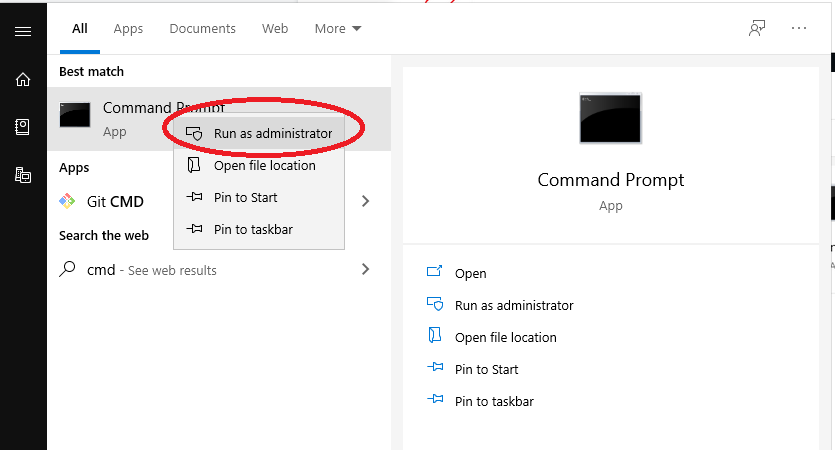 All Apps Documents Web More
Best match
Command Prompt
App
Run as administrator
Open file location
Pin to Start
Pin to taskbar
Apps
Git CMD
Search the web
cmd - See web results
Command Prompt
App
Open
Run as administrator
Open file location
Pin to Start
Pin to taskbar